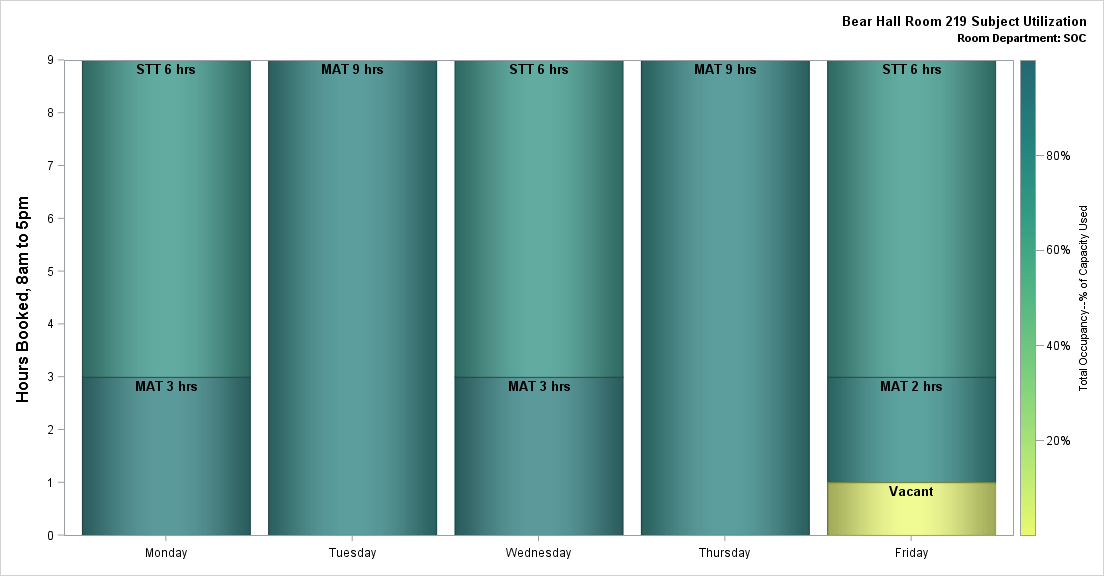 Bear Hall Room 219 Subject Utilization
Room Department: SOC
Hours Booked, 8am to 5pm
9
8
7
6
5
4
3
2
1
0
STT 6 hrs
MAT 3 hrs
MAT 9 hrs
STT 6 hrs
MAT 3 hrs
MAT 9 hrs
STT 6 hrs
MAT 2 hrs
Vacant
Monday
Tuesday
Wednesday
Thursday
Friday
80%
60%
40%
20%
Total Occupancy--% of Capacity Used